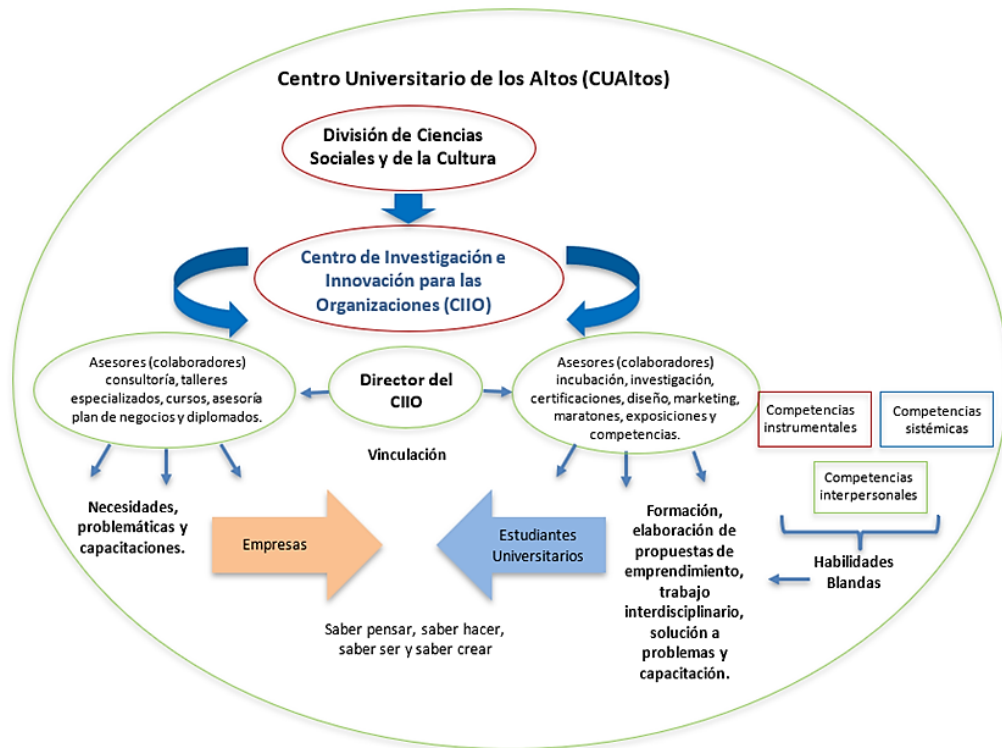 Centro Universitario de los Altos (CUAltos)
División de Ciencias
Sociales y de la Cultura
Centro de Investigación e
Innovación para las
Organizaciones (CIIO)
Asesores (colaboradores)
consultoría, talleres
especializados, cursos, asesoría
plan de negocios y diplomados.
Director del
CIIO
Asesores (colaboradores)
incubación, investigación,
certificaciones, diseño, marketing,
maratones, exposiciones y
competencias.
Competencias
instrumentales
Competencias
sistémicas
Vinculación
Competencias
interpersonales
Necesidades,
problemáticas y
capacitaciones.
Empresas
Estudiantes
Universitarios
Formación,
elaboración de
propuestas de
emprendimiento,
trabajo
interdisciplinario,
solución a
problemas y
capacitación.
Habilidades
Blandas
Saber pensar, saber hacer,
saber ser y saber crear